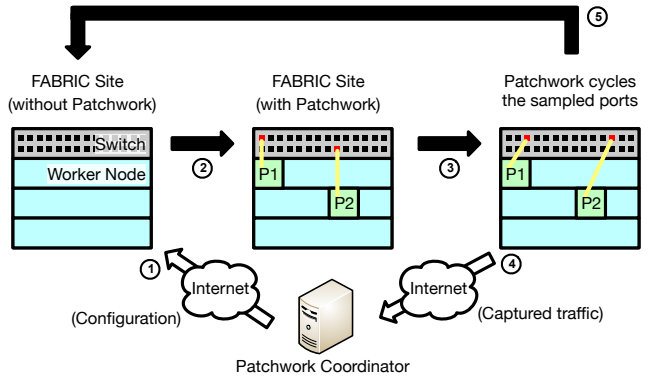 5
FABRIC Site
(without Patchwork)
FABRIC Site
(with Patchwork)
Patchwork cycles
the sampled ports
Switch
Worker Node
2
P1
P2
3
P1
P2
1
Internet
(Configuration)
4
Internet
(Captured traffic)
Patchwork Coordinator